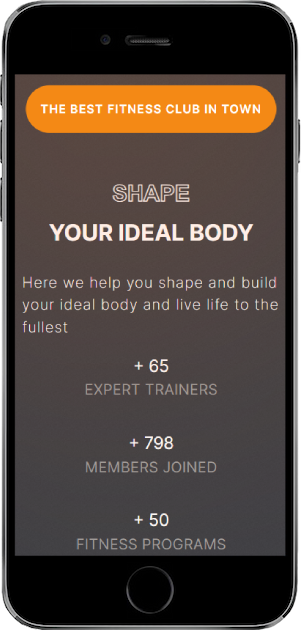 THE BEST FITNESS CLUB IN TOWN
SHAPE
YOUR IDEAL BODY
Here we help you shape and build
your ideal body and live life to the
fullest
+ 65
EXPERT TRAINERS
+ 798
MEMBERS JOINED
+ 50
FITNESS PROGRAMS